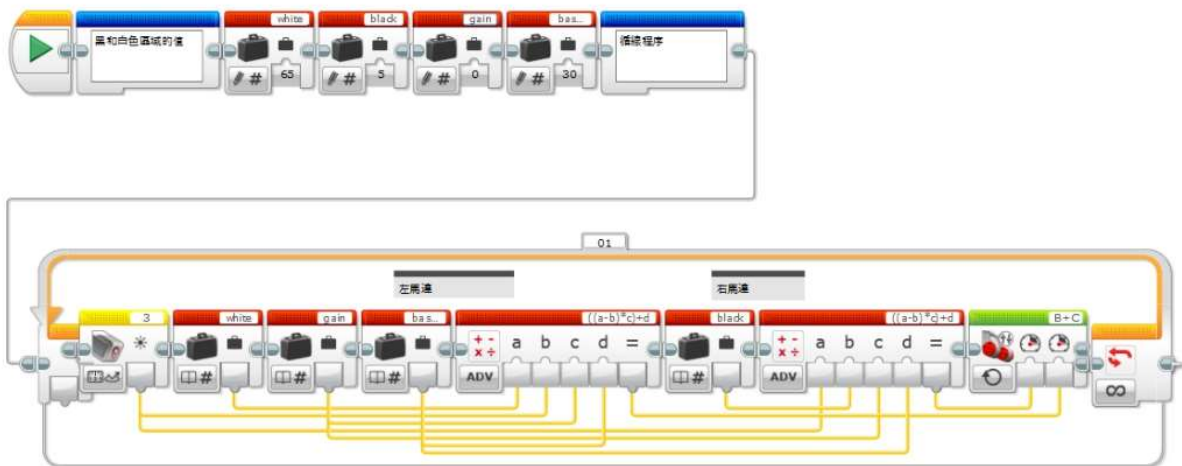 white
black
gain
bas...
黑和白色區域的值
循線程序
#
65
#
5
#
0
#
30
01
左馬達
右馬達
3
white
gain
bas...
((a-b)*c)+d
black
((a-b)*c)+d
B+C
a b c d =
a b c d =
#
#
#
ADV
#
ADV
∞